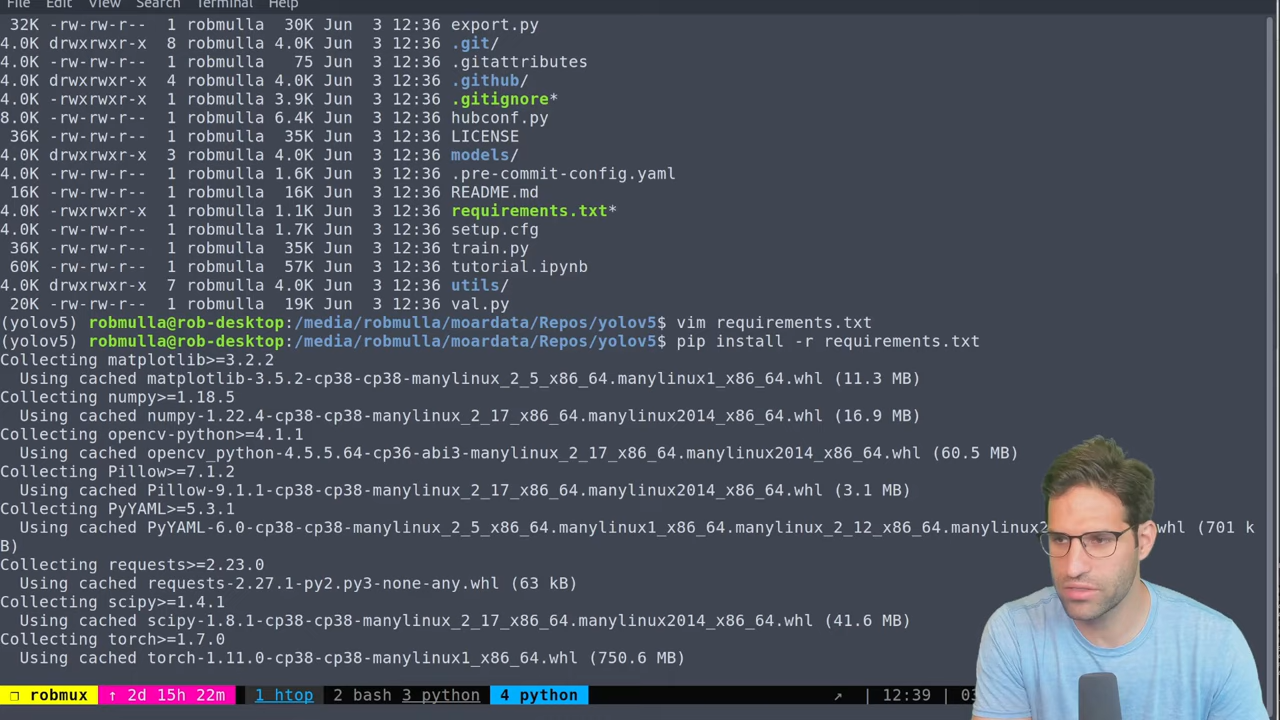 File Edit View Search Terminal Help
32K -rw-rw-r-- 1 robmulla 30K Jun 3 12:36 export.py
4.0K drwxrwxr-x 8 robmulla 4.0K Jun 3 12:36 .git/
4.0K -rw-rw-r-- 1 robmulla 75 Jun 3 12:36 .gitattributes
4.0K drwxrwxr-x 4 robmulla 4.0K Jun 3 12:36 .github/
4.0K -rwxrwxr-x 1 robmulla 3.9K Jun 3 12:36 .gitignore*
8.0K -rw-rw-r-- 1 robmulla 6.4K Jun 3 12:36 hubconf.py
36K -rw-rw-r-- 1 robmulla 35K Jun 3 12:36 LICENSE
4.0K drwxrwxr-x 3 robmulla 4.0K Jun 3 12:36 models/
4.0K -rw-rw-r-- 1 robmulla 1.6K Jun 3 12:36 .pre-commit-config.yaml
16K -rw-rw-r-- 1 robmulla 16K Jun 3 12:36 README.md
4.0K -rwxrwxr-x 1 robmulla 1.1K Jun 3 12:36 requirements.txt*
4.0K -rw-rw-r-- 1 robmulla 1.7K Jun 3 12:36 setup.cfg
36K -rw-rw-r-- 1 robmulla 35K Jun 3 12:36 train.py
60K -rw-rw-r-- 1 robmulla 57K Jun 3 12:36 tutorial.ipynb
4.0K drwxrwxr-x 7 robmulla 4.0K Jun 3 12:36 utils/
20K -rw-rw-r-- 1 robmulla 19K Jun 3 12:36 val.py
(yolov5) robmulla@rob-desktop:/media/robmulla/moardata/Repos/yolov5$ vim requirements.txt
(yolov5) robmulla@rob-desktop:/media/robmulla/moardata/Repos/yolov5$ pip install -r requirements.txt
Collecting matplotlib>=3.2.2
Using cached matplotlib-3.5.2-cp38-cp38-manylinux_2_5_x86_64.manylinux1_x86_64.whl (11.3 MB)
Collecting numpy>=1.18.5
Using cached numpy-1.22.4-cp38-cp38-manylinux_2_17_x86_64.manylinux2014_x86_64.whl (16.9 MB)
Collecting opencv-python>=4.1.1
Using cached opencv_python-4.5.5.64-cp36-abi3-manylinux_2_17_x86_64.manylinux2014_x86_64.whl (60.5 MB)
Collecting Pillow>=7.1.2
Using cached Pillow-9.1.1-cp38-cp38-manylinux_2_17_x86_64.manylinux2014_x86_64.whl (3.1 MB)
Collecting PyYAML>=5.3.1
Using cached PyYAML-6.0-cp38-cp38-manylinux_2_5_x86_64.manylinux1_x86_64.manylinux_2_12_x86_64.manylinux2 whl (701 k
B)
Collecting requests>=2.23.0
Using cached requests-2.27.1-py2.py3-none-any.whl (63 kB)
Collecting scipy>=1.4.1
Using cached scipy-1.8.1-cp38-cp38-manylinux_2_17_x86_64.manylinux2014_x86_64.whl (41.6 MB)
Collecting torch>=1.7.0
Using cached torch-1.11.0-cp38-cp38-manylinux1_x86_64.whl (750.6 MB)
❐ robmux ↑ 2d 15h 22m 1 htop 2 bash 3 python 4 python ↗ | 12:39 | 03